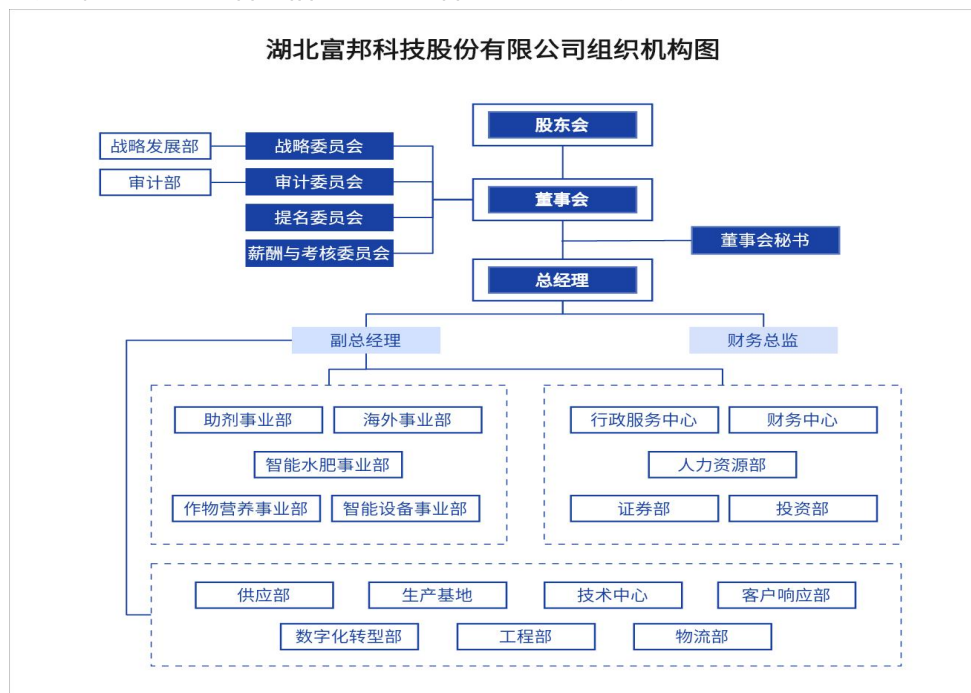 湖北富邦科技股份有限公司组织机构图
股东会
战略发展部
战略委员会
审计部
审计委员会
董事会
提名委员会
董事会秘书
薪酬与考核委员会
总经理
副总经理
财务总监
助剂事业部
海外事业部
行政服务中心
财务中心
智能水肥事业部
人力资源部
作物营养事业部
智能设备事业部
证券部
投资部
供应部
生产基地
技术中心
客户响应部
数字化转型部
工程部
物流部